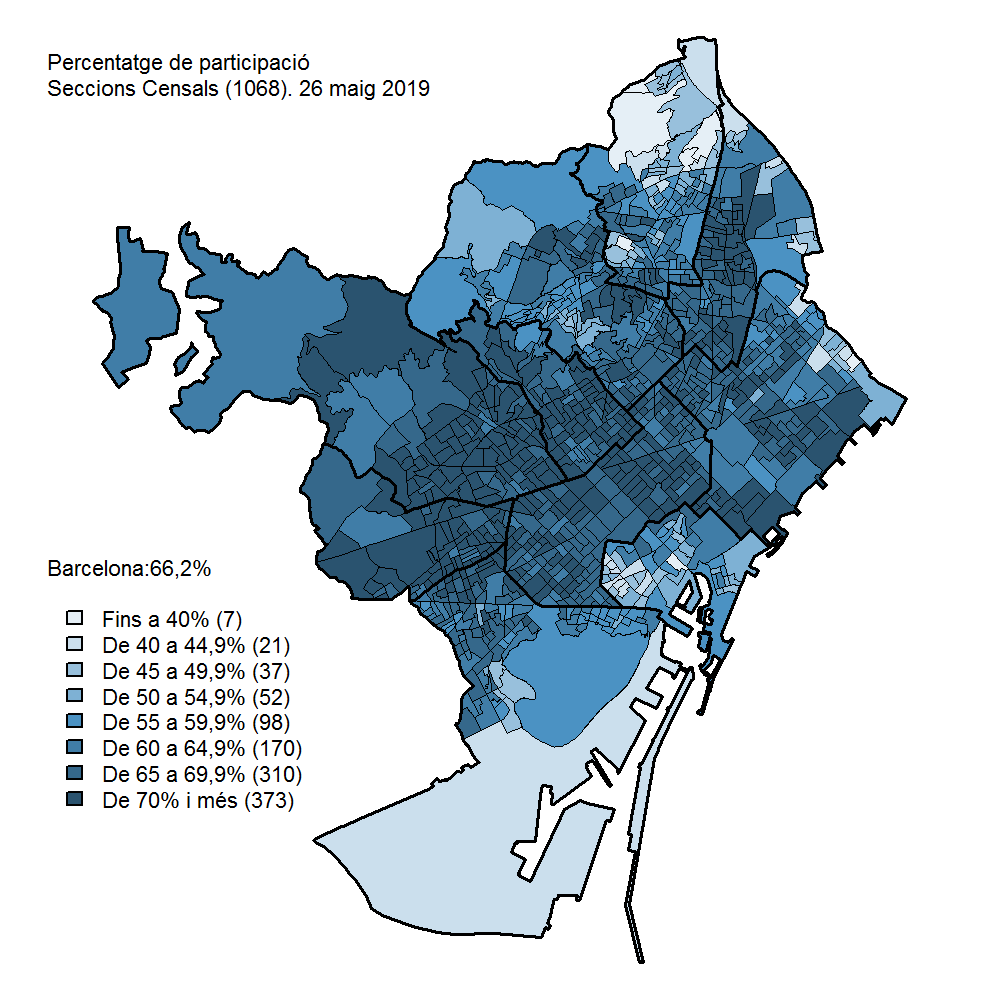 Percentatge de participació
Seccions Censals (1068). 26 maig 2019
Barcelona:66,2%
Fins a 40% (7)
De 40 a 44,9% (21)
De 45 a 49,9% (37)
De 50 a 54,9% (52)
De 55 a 59,9% (98)
De 60 a 64,9% (170)
De 65 a 69,9% (310)
De 70% i més (373)